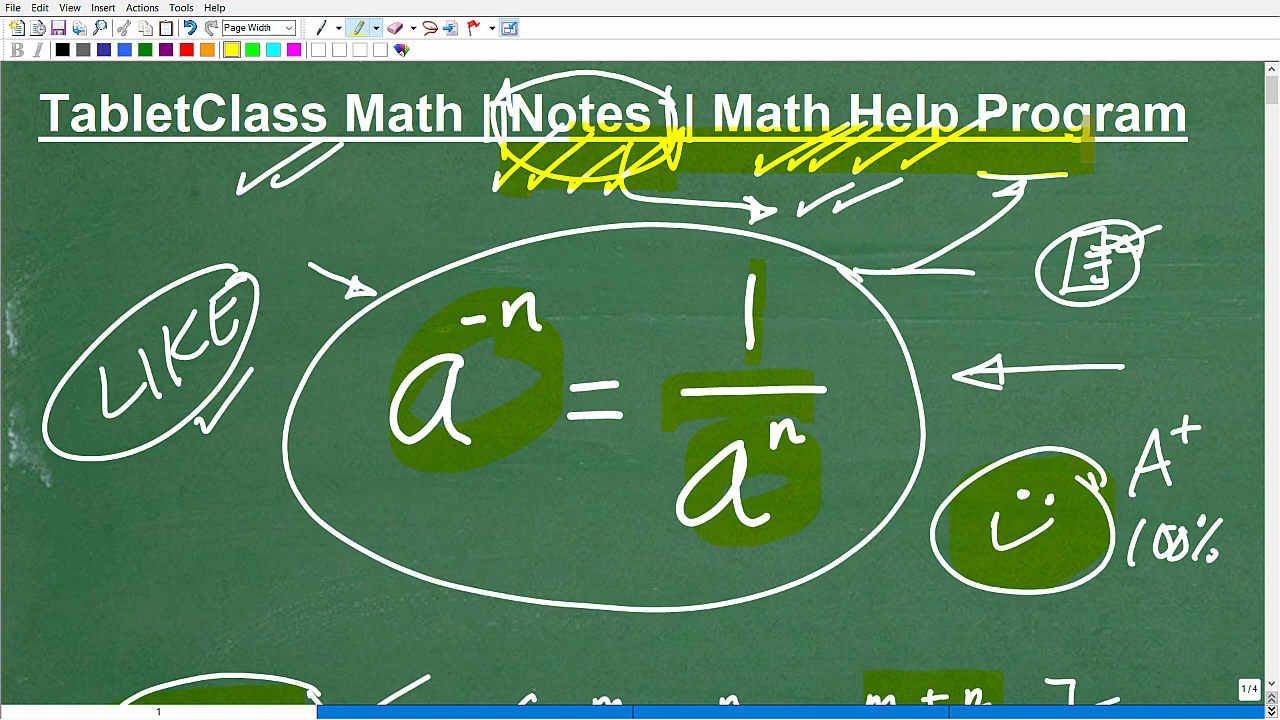 File Edit View Insert Actions Tools Help
Page Width
B I
TabletClass Math | Notes | Math Help Program
LIKE
a^-n = 1/a^n
A+
100%
m n m + n
1/4
1